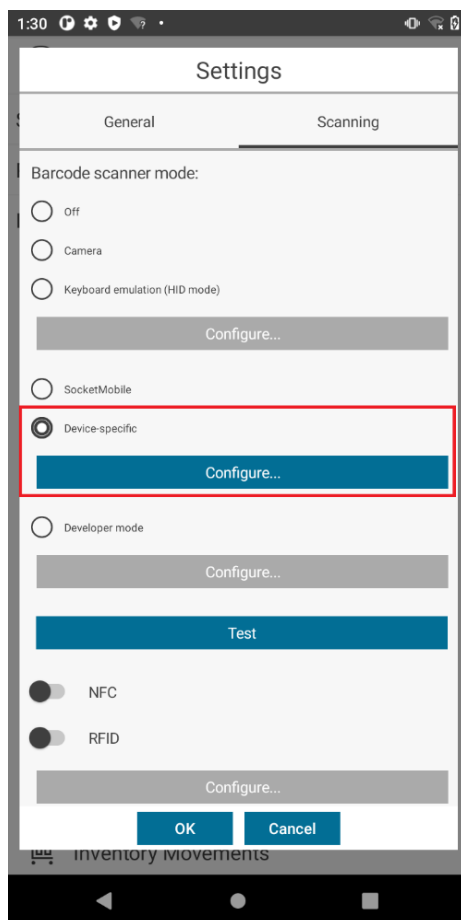 1:30
Settings
General Scanning
Barcode scanner mode:
Off
Camera
Keyboard emulation (HID mode)
Configure...
SocketMobile
Device-specific
Configure...
Developer mode
Configure...
Test
NFC
RFID
Configure...
OK Cancel
Inventory Movements